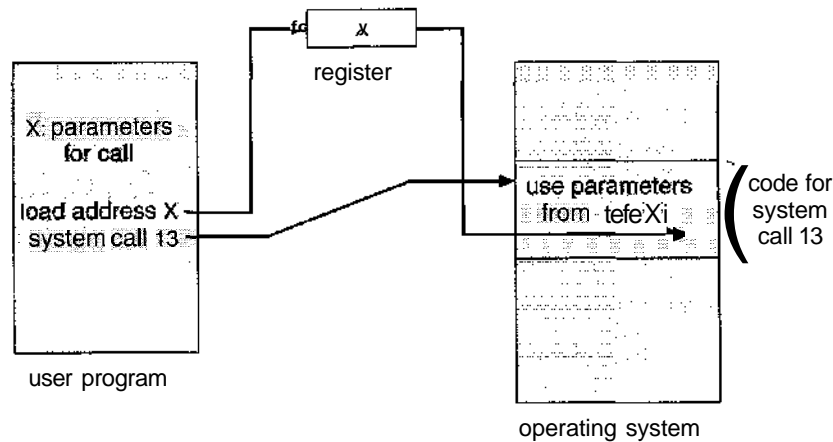 X
register
X: parameters
for call
load address X
system call 13
user program
use parameters
from tefeXi
code for
system
call 13
operating system